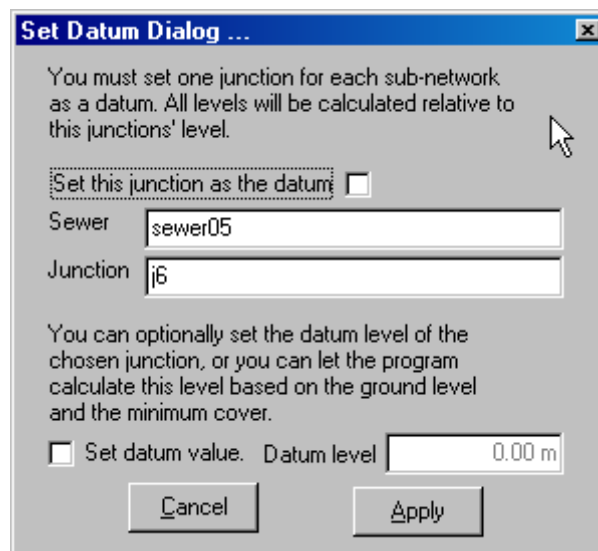 Set Datum Dialog ...
You must set one junction for each sub-network
as a datum. All levels will be calculated relative to
this junctions' level.
Set this junction as the datum
Sewer sewer05
Junction j6
You can optionally set the datum level of the
chosen junction, or you can let the program
calculate this level based on the ground level
and the minimum cover.
Set datum value. Datum level 0.00 m
Cancel Apply